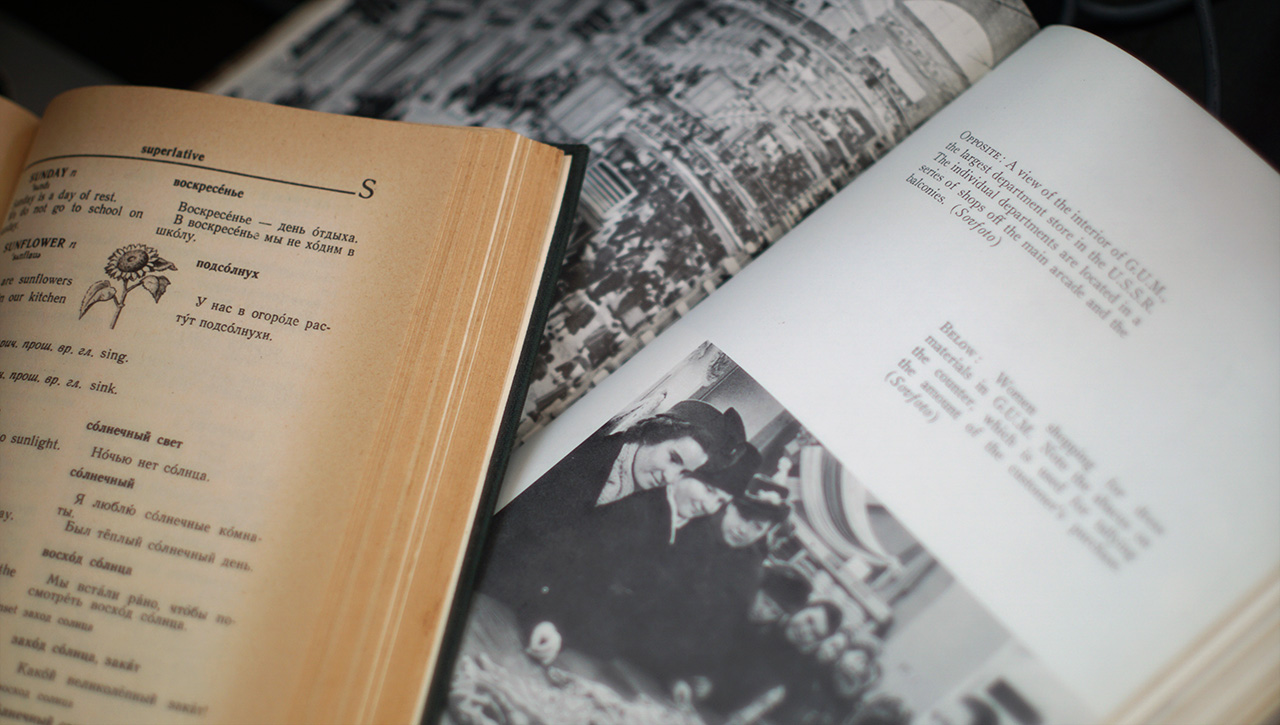 superlative
S
SUNDAY n
Sunday is a day of rest.
do not go to school on
воскресе́нье
Воскресе́нье — день о́тдыха.
В воскресе́нье мы не хо́дим в
шко́лу.
SUNFLOWER n
are sunflowers
in our kitchen
подсо́лнух
У нас в огоро́де рас-
ту́т подсо́лнухи.
прош. вр. гл. sing.
прош. вр. гл. sink.
sunlight.
со́лнечный свет
Но́чью нет со́лнца.
со́лнечный
Я люблю́ со́лнечные ко́мна-
ты.
Был тёплый со́лнечный день.
the
восхо́д со́лнца
Мы вста́ли ра́но, что́бы по-
смотре́ть восхо́д со́лнца.
заход солнца
захо́д со́лнца, зака́т
Како́й великоле́пный зака́т!
OPPOSITE: A view of the interior of G.U.M.,
the largest department store in the U.S.S.R.
The individual departments are located in a
series of shops off the main arcade and the
balconies. (Sovfoto)
BELOW: Women shopping for dress
materials in G.U.M. Note the abacus on
the counter, which is used for tallying
the amount of the customer's purchase.
(Sovfoto)